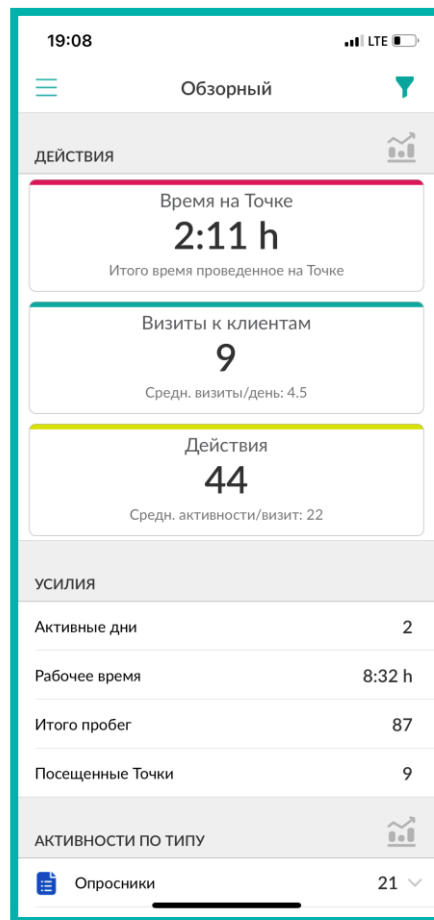 19:08
LTE
Обзорный
ДЕЙСТВИЯ
Время на Точке
2:11 h
Итого время проведенное на Точке
Визиты к клиентам
9
Средн. визиты/день: 4.5
Действия
44
Средн. активности/визит: 22
УСИЛИЯ
Активные дни 2
Рабочее время 8:32 h
Итого пробег 87
Посещенные Точки 9
АКТИВНОСТИ ПО ТИПУ
Опросники 21